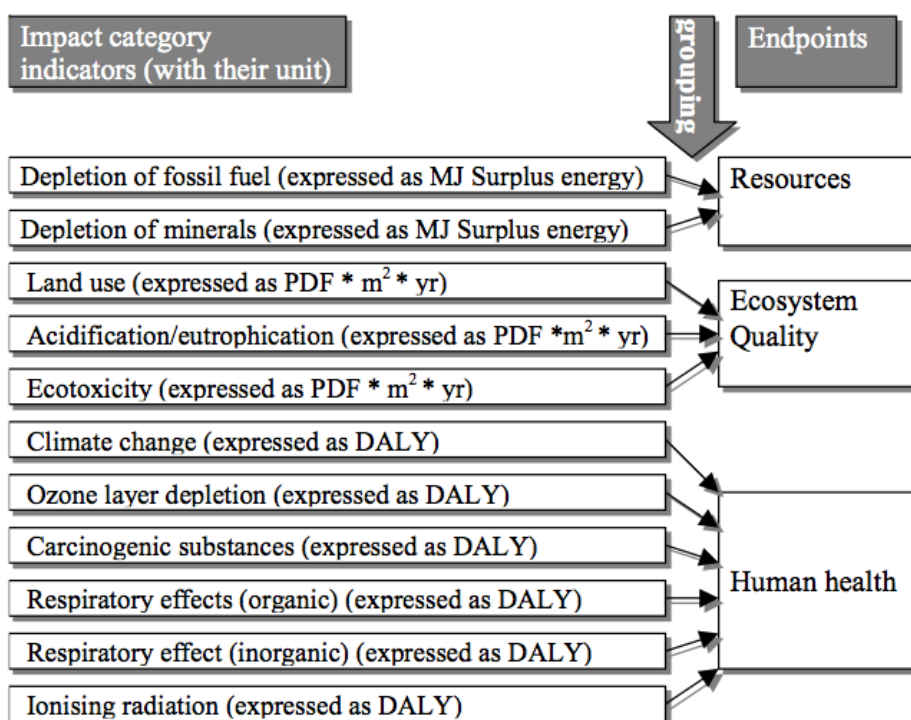 Impact category
indicators (with their unit)
grouping
Endpoints
Depletion of fossil fuel (expressed as MJ Surplus energy)
Depletion of minerals (expressed as MJ Surplus energy)
Resources
Land use (expressed as PDF * m² * yr)
Acidification/eutrophication (expressed as PDF *m² * yr)
Ecotoxicity (expressed as PDF * m² * yr)
Ecosystem
Quality
Climate change (expressed as DALY)
Ozone layer depletion (expressed as DALY)
Carcinogenic substances (expressed as DALY)
Respiratory effects (organic) (expressed as DALY)
Respiratory effect (inorganic) (expressed as DALY)
Ionising radiation (expressed as DALY)
Human health